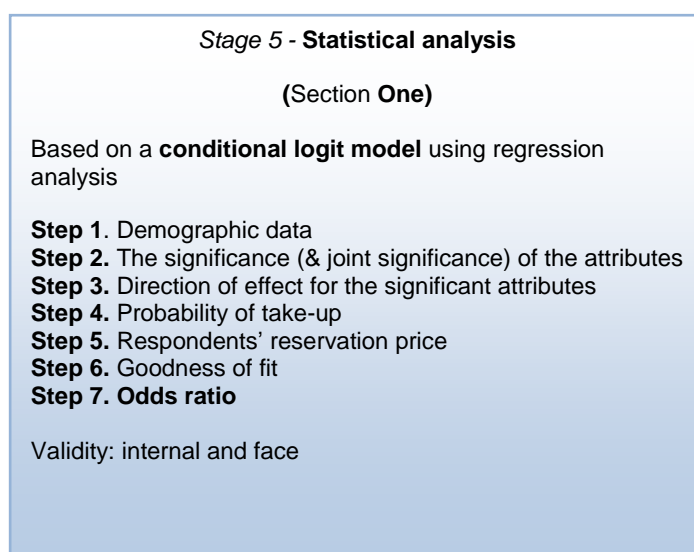 Stage 5 - Statistical analysis
(Section One)
Based on a conditional logit model using regression
analysis
Step 1. Demographic data
Step 2. The significance (& joint significance) of the attributes
Step 3. Direction of effect for the significant attributes
Step 4. Probability of take-up
Step 5. Respondents’ reservation price
Step 6. Goodness of fit
Step 7. Odds ratio
Validity: internal and face